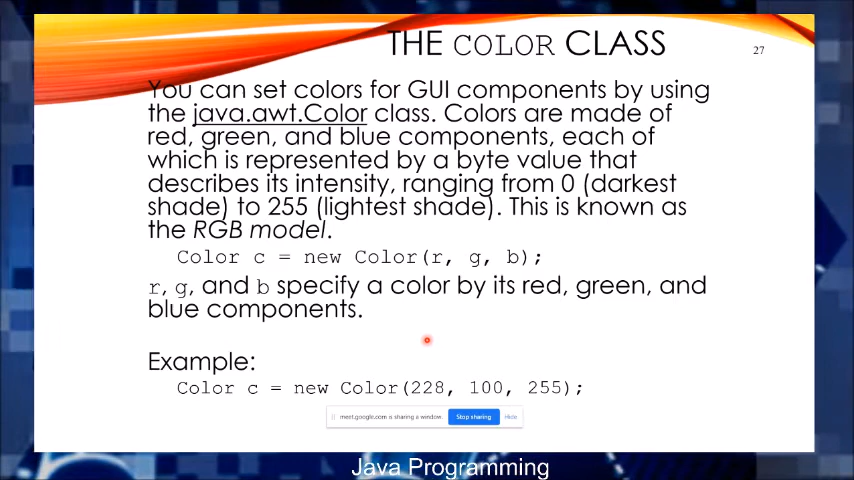 THE COLOR CLASS
27
You can set colors for GUI components by using
the java.awt.Color class. Colors are made of
red, green, and blue components, each of
which is represented by a byte value that
describes its intensity, ranging from 0 (darkest
shade) to 255 (lightest shade). This is known as
the RGB model.
Color c = new Color(r, g, b);
r, g, and b specify a color by its red, green, and
blue components.
Example:
Color c = new Color(228, 100, 255);
meet.google.com is sharing a window. Stop sharing Hide
Java Programming